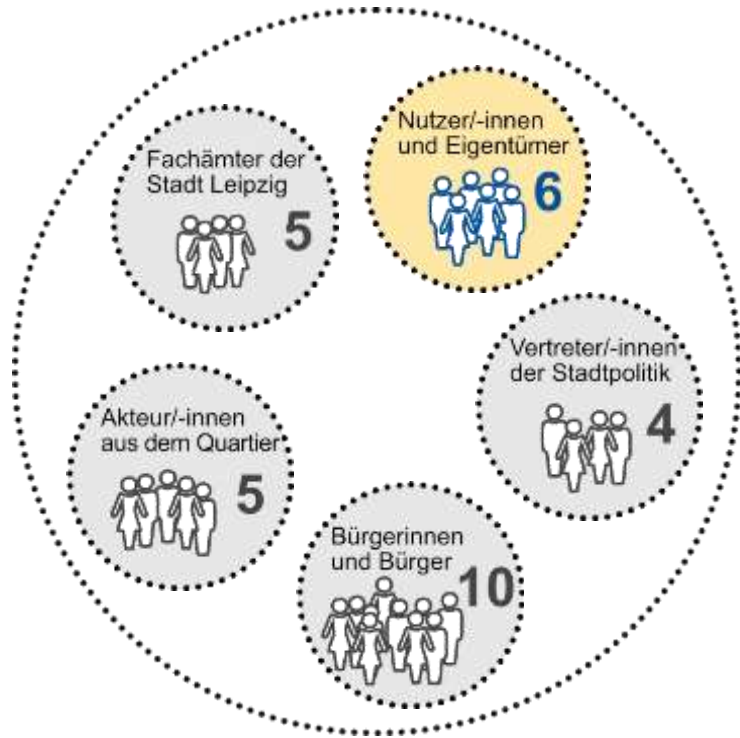 Fachämter der
Stadt Leipzig
5
Nutzer/-innen
und Eigentümer
6
Vertreter/-innen
der Stadtpolitik
4
Akteur/-innen
aus dem Quartier
5
Bürgerinnen
und Bürger
10